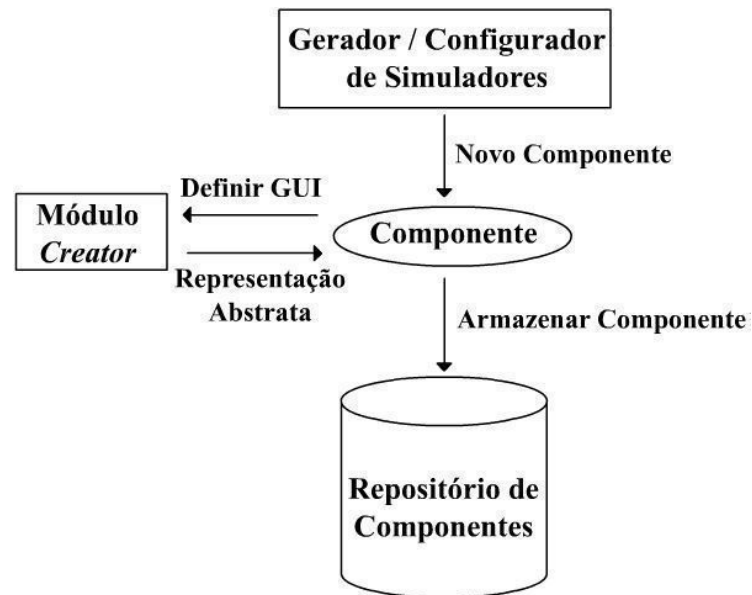 Gerador / Configurador
de Simuladores
Novo Componente
Definir GUI
Módulo
Creator
Componente
Representação
Abstrata
Armazenar Componente
Repositório de
Componentes